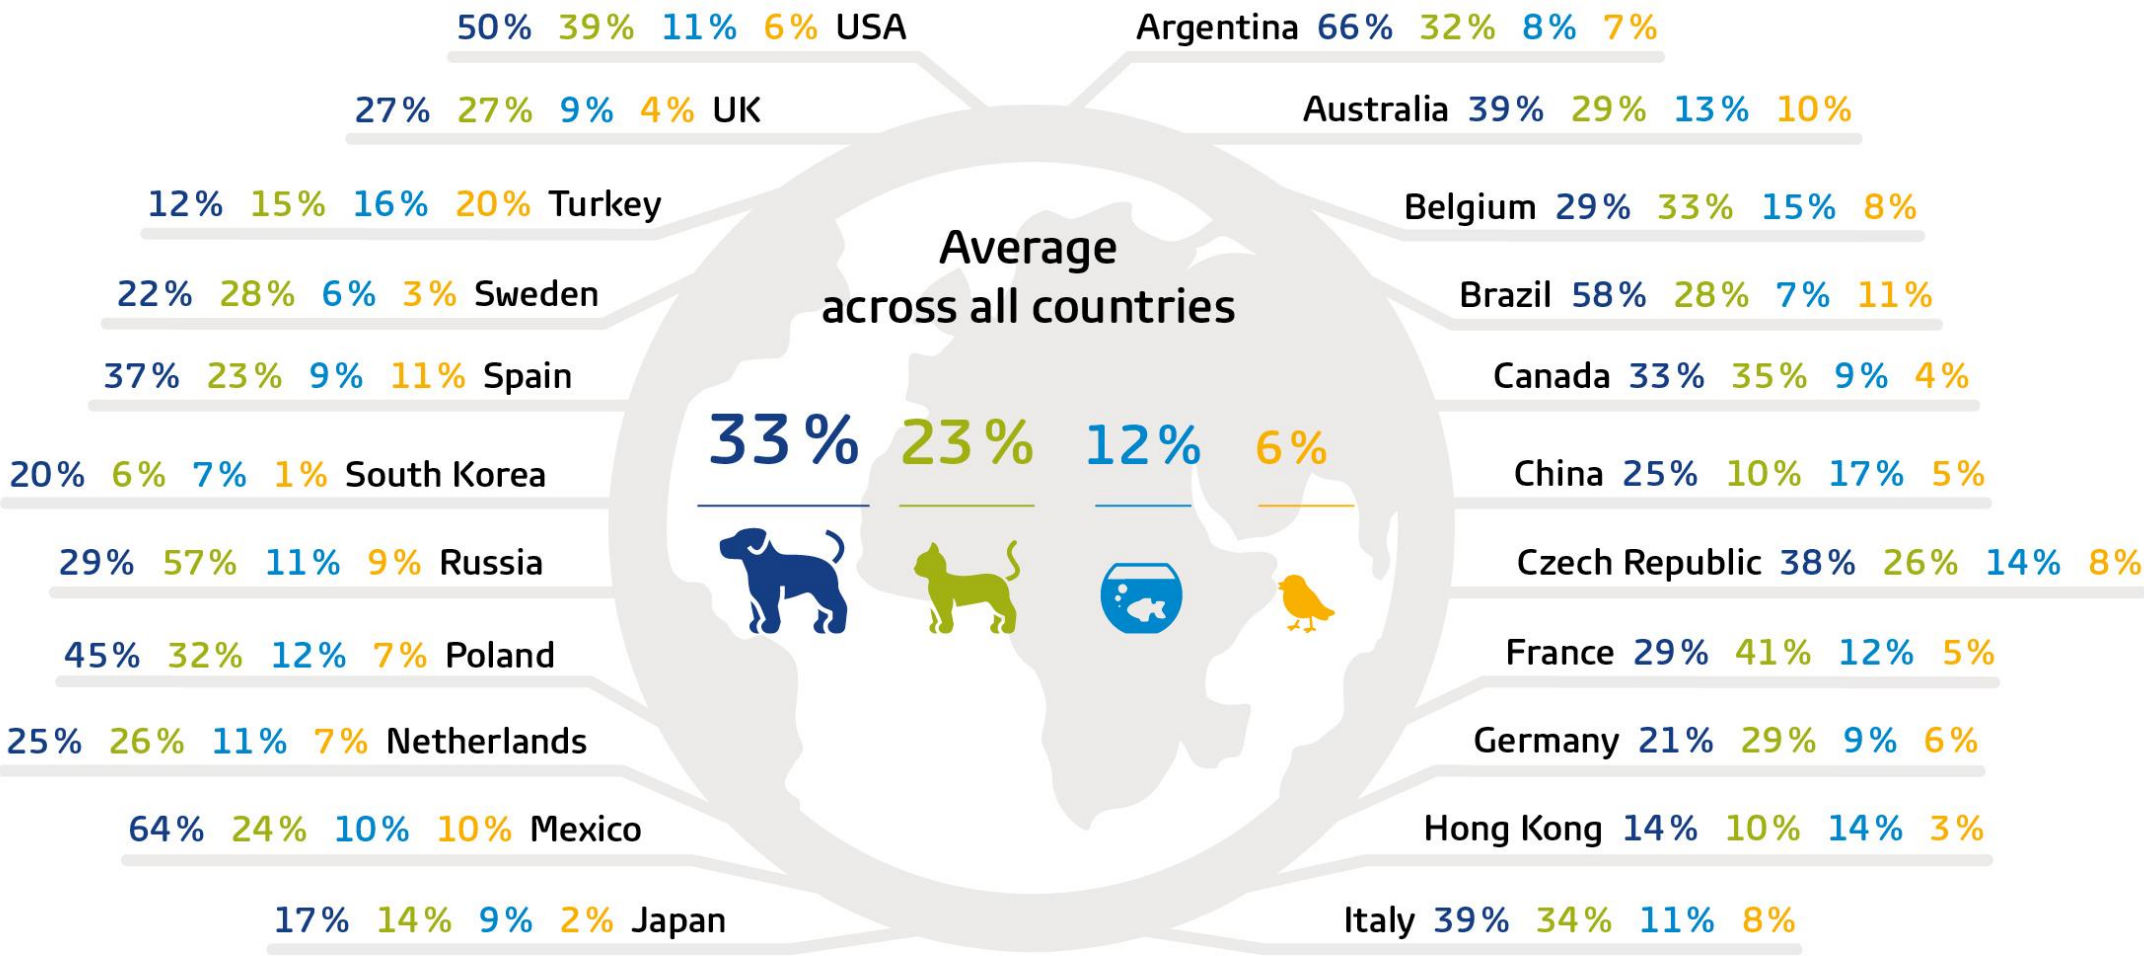 50% 39% 11% 6% USA
27% 27% 9% 4% UK
12% 15% 16% 20% Turkey
22% 28% 6% 3% Sweden
37% 23% 9% 11% Spain
20% 6% 7% 1% South Korea
29% 57% 11% 9% Russia
45% 32% 12% 7% Poland
25% 26% 11% 7% Netherlands
64% 24% 10% 10% Mexico
17% 14% 9% 2% Japan
Average
across all countries
33% 23% 12% 6%
Argentina 66% 32% 8% 7%
Australia 39% 29% 13% 10%
Belgium 29% 33% 15% 8%
Brazil 58% 28% 7% 11%
Canada 33% 35% 9% 4%
China 25% 10% 17% 5%
Czech Republic 38% 26% 14% 8%
France 29% 41% 12% 5%
Germany 21% 29% 9% 6%
Hong Kong 14% 10% 14% 3%
Italy 39% 34% 11% 8%